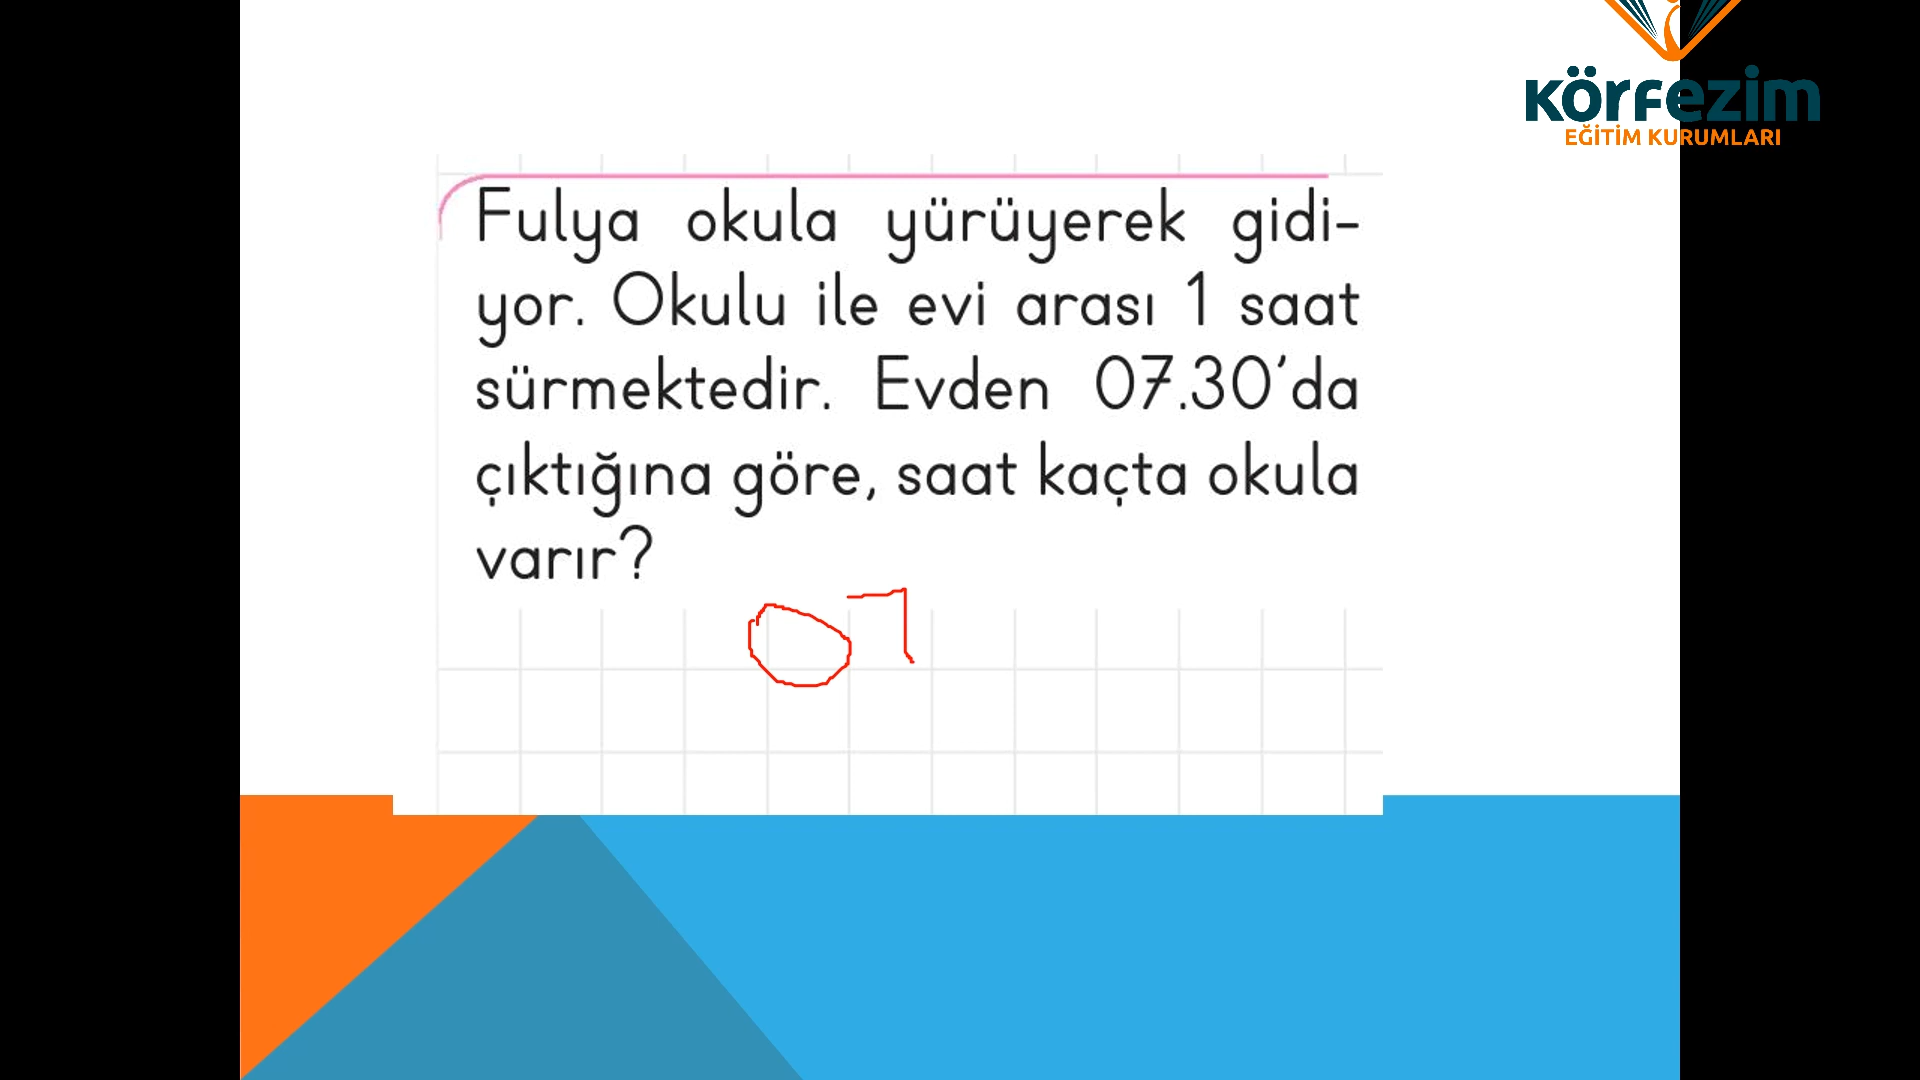 körfezim
EĞİTİM KURUMLARI
Fulya okula yürüyerek gidi-
yor. Okulu ile evi arası 1 saat
sürmektedir. Evden 07.30'da
çıktığına göre, saat kaçta okula
varır?
07